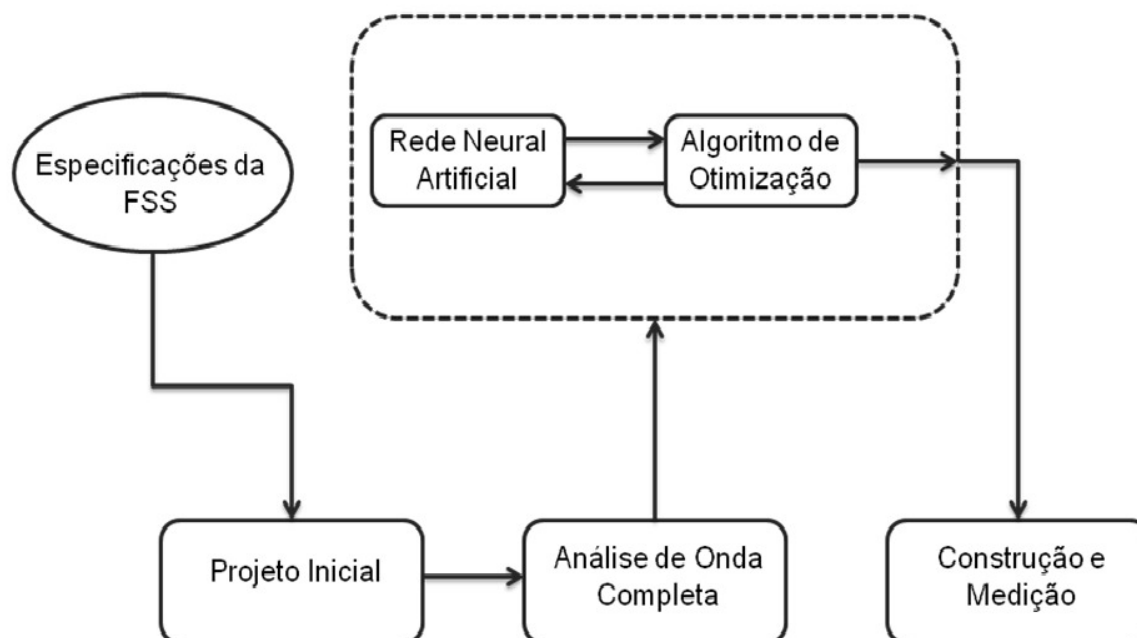 Especificações da
FSS
Rede Neural
Artificial
Algoritmo de
Otimização
Projeto Inicial
Análise de Onda
Completa
Construção e
Medição